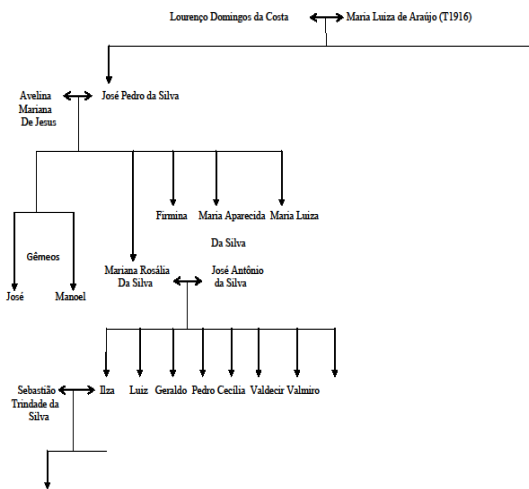 Lourenço Domingos da Costa Maria Luiza de Araújo (T1916)
Avelina José Pedro da Silva
Mariana
De Jesus
Firmina Maria Aparecida Maria Luiza
Da Silva
Gêmeos
Mariana Rosália José Antônio
Da Silva da Silva
José Manoel
Sebastião Ilza Luiz Geraldo Pedro Cecília Valdecir Valmiro
Trindade da
Silva